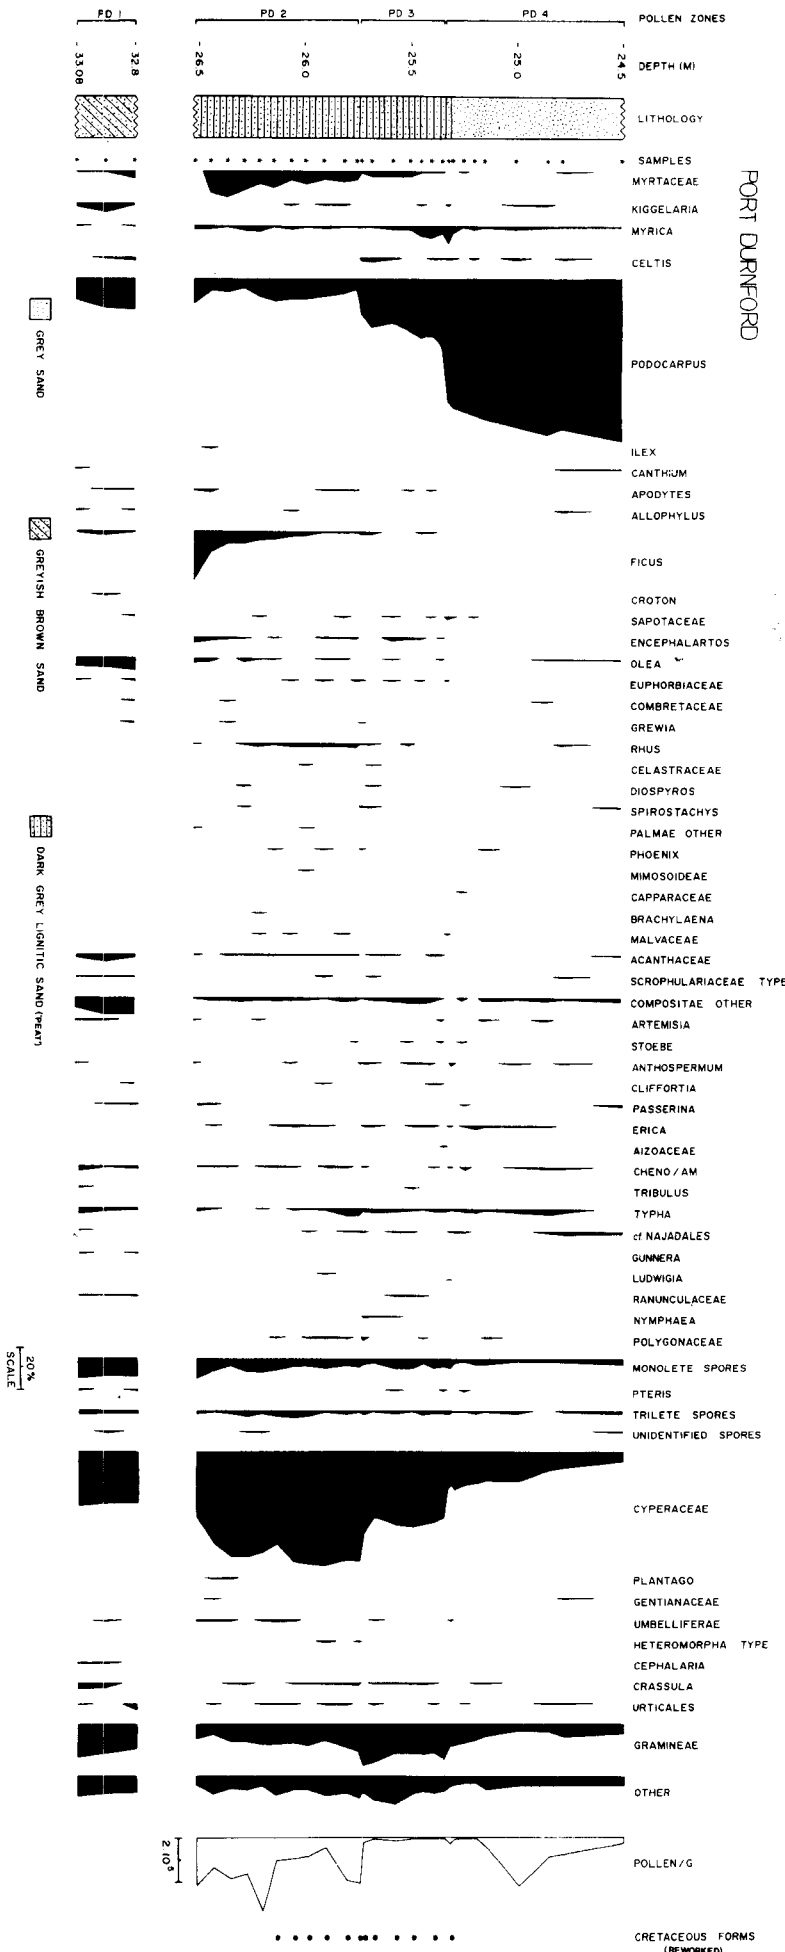 PD 1
PD 2
PD 3
PD 4
POLLEN ZONES
33.08
32.8
26.5
26.0
25.5
25.0
24.5
DEPTH (M)
LITHOLOGY
SAMPLES
PORT DURNFORD
MYRTACEAE
KIGGELARIA
MYRICA
CELTIS
PODOCARPUS
ILEX
CANTHIUM
APODYTES
ALLOPHYLUS
FICUS
CROTON
SAPOTACEAE
ENCEPHALARTOS
OLEA
EUPHORBIACEAE
COMBRETACEAE
GREWIA
RHUS
CELASTRACEAE
DIOSPYROS
SPIROSTACHYS
PALMAE OTHER
PHOENIX
MIMOSOIDEAE
CAPPARACEAE
BRACHYLAENA
MALVACEAE
ACANTHACEAE
SCROPHULARIACEAE TYPE
COMPOSITAE OTHER
ARTEMISIA
STOEBE
ANTHOSPERMUM
CLIFFORTIA
PASSERINA
ERICA
AIZOACEAE
CHENO / AM
TRIBULUS
TYPHA
cf NAJADALES
GUNNERA
LUDWIGIA
RANUNCULACEAE
NYMPHAEA
POLYGONACEAE
MONOLETE SPORES
PTERIS
TRILETE SPORES
UNIDENTIFIED SPORES
CYPERACEAE
PLANTAGO
GENTIANACEAE
UMBELLIFERAE
HETEROMORPHA TYPE
CEPHALARIA
CRASSULA
URTICALES
GRAMINEAE
OTHER
POLLEN/G
CRETACEOUS FORMS
(REWORKED)
GREY SAND
GREYISH BROWN SAND
DARK GREY LIGNITIC SAND ("PEAT")
20%
SCALE
2.10⁵